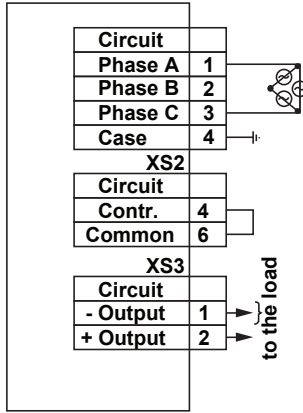 Circuit
Phase A 1
Phase B 2
Phase C 3
Case 4
XS2
Circuit
Contr. 4
Common 6
XS3
Circuit
- Output 1
+ Output 2
to the load